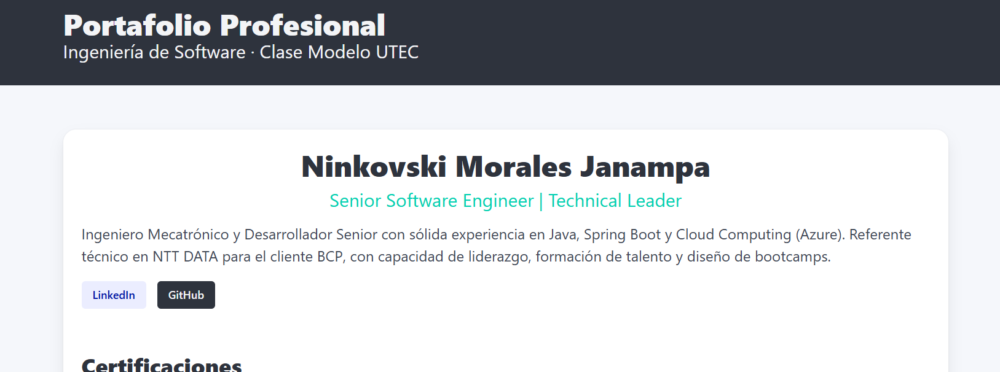 Portafolio Profesional
Ingeniería de Software · Clase Modelo UTEC
Ninkovski Morales Janampa
Senior Software Engineer | Technical Leader
Ingeniero Mecatrónico y Desarrollador Senior con sólida experiencia en Java, Spring Boot y Cloud Computing (Azure). Referente
técnico en NTT DATA para el cliente BCP, con capacidad de liderazgo, formación de talento y diseño de bootcamps.
LinkedIn GitHub
Certificaciones